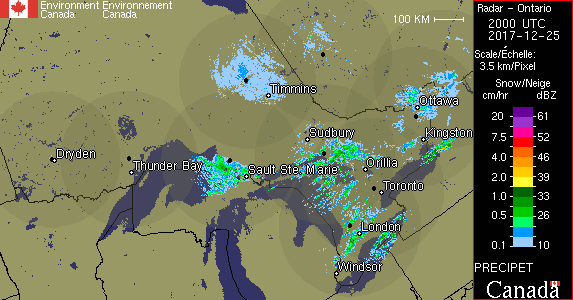 Environment Environnement
Canada Canada
100 KM
Timmins
Ottawa
Sudbury
Kingston
Dryden
Thunder Bay
Sault Ste. Marie
Orillia
Toronto
London
Windsor
Radar - Ontario
2000 UTC
2017-12-25
Scale/Échelle:
3.5 km/Pixel
Snow/Neige
cm/hr dBZ
20 61
7.5 52
4.0 46
2.0 39
1.0 33
0.5 26
0.1 10
PRECIPET
Canada